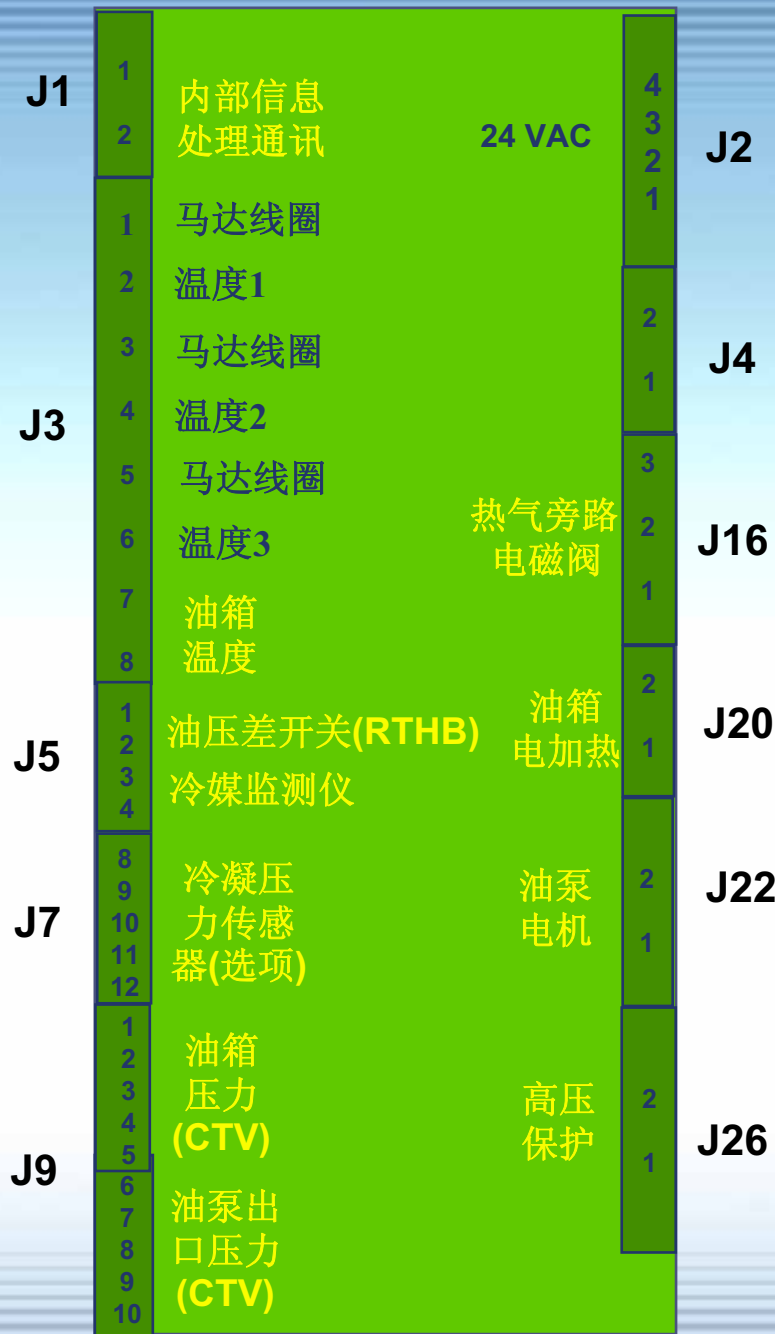 J1
1
2
内部信息
处理通讯
J3
1
马达线圈
2
温度1
3
马达线圈
4
温度2
5
马达线圈
6
温度3
7
油箱
8
温度
J5
1
2
3
4
油压差开关(RTHB)
冷媒监测仪
J7
8
9
10
11
12
冷凝压
力传感
器(选项)
J9
1
2
3
4
5
油箱
压力
(CTV)
6
7
8
9
10
油泵出
口压力
(CTV)
24 VAC
4
3
2
1
J2
2
1
J4
热气旁路
电磁阀
3
2
1
J16
油箱
电加热
2
1
J20
油泵
电机
2
1
J22
高压
保护
2
1
J26